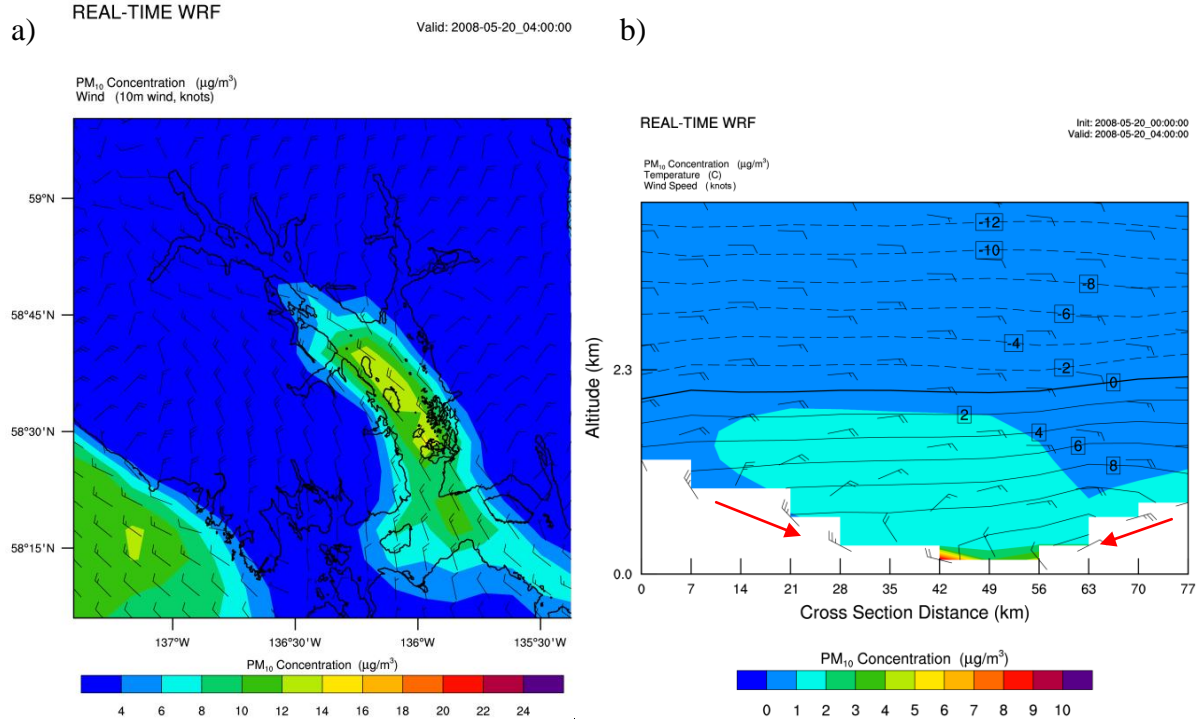 a)
REAL-TIME WRF
Valid: 2008-05-20_04:00:00
PM₁₀ Concentration (μg/m³)
Wind (10m wind, knots)
59°N
58°45'N
58°30'N
58°15'N
137°W 136°30'W 136°W 135°30'W
PM₁₀ Concentration (μg/m³)
4 6 8 10 12 14 16 18 20 22 24
b)
REAL-TIME WRF
Init: 2008-05-20_00:00:00
Valid: 2008-05-20_04:00:00
PM₁₀ Concentration (μg/m³)
Temperature (C)
Wind Speed (knots)
-12
-10
-8
-6
-4
-2
0
2
4
6
8
Altitude (km)
2.3
0.0
0 7 14 21 28 35 42 49 56 63 70 77
Cross Section Distance (km)
PM₁₀ Concentration (μg/m³)
0 1 2 3 4 5 6 7 8 9 10